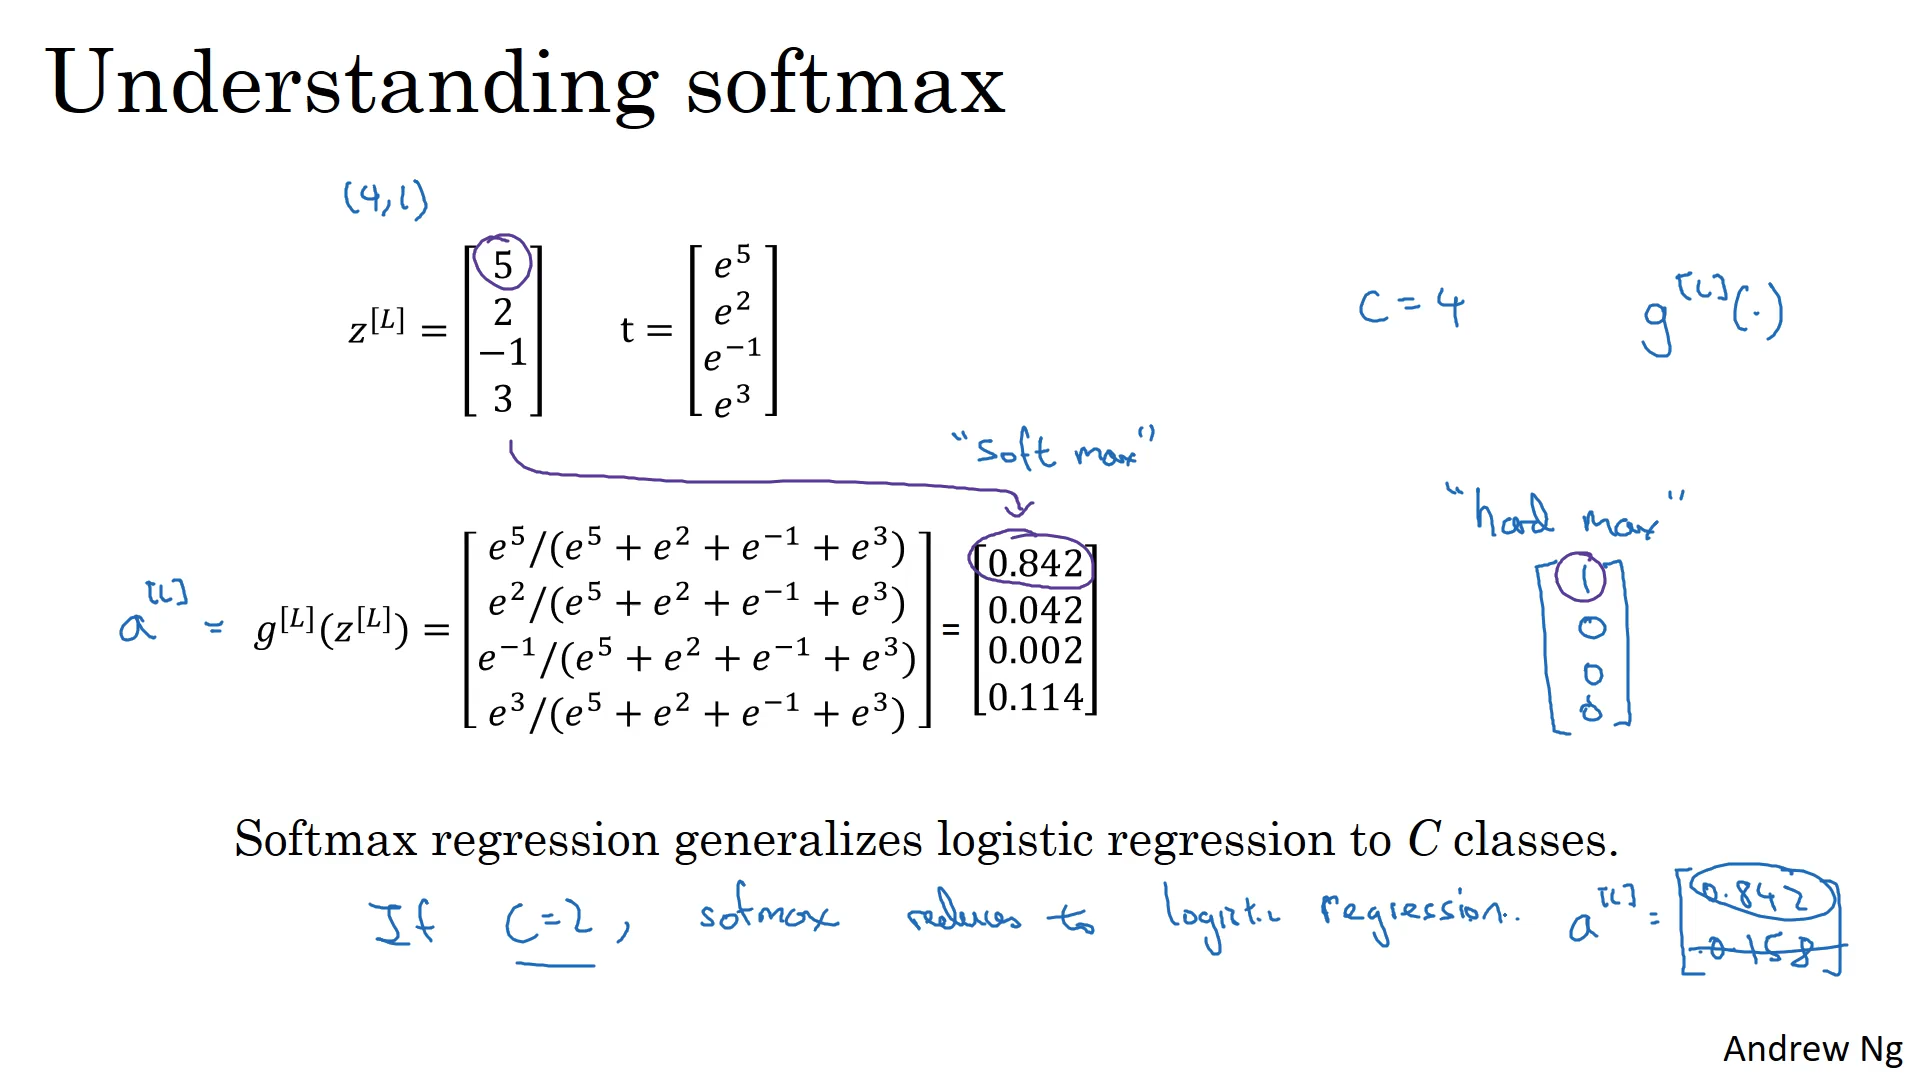 Understanding softmax
(4,1)
z^[L] = [5 2 −1 3] t = [e^5 e^2 e^−1 e^3]
C = 4 g^[L](·)
"soft max"
"hard max"
a^[L] = g^[L](z^[L]) = [e^5/(e^5 + e^2 + e^−1 + e^3) e^2/(e^5 + e^2 + e^−1 + e^3) e^−1/(e^5 + e^2 + e^−1 + e^3) e^3/(e^5 + e^2 + e^−1 + e^3)] = [0.842 0.042 0.002 0.114]
[1 0 0 0]
Softmax regression generalizes logistic regression to C classes.
If C=2, softmax reduces to logistic regression. a^[L] = [0.842 0.158]
Andrew Ng